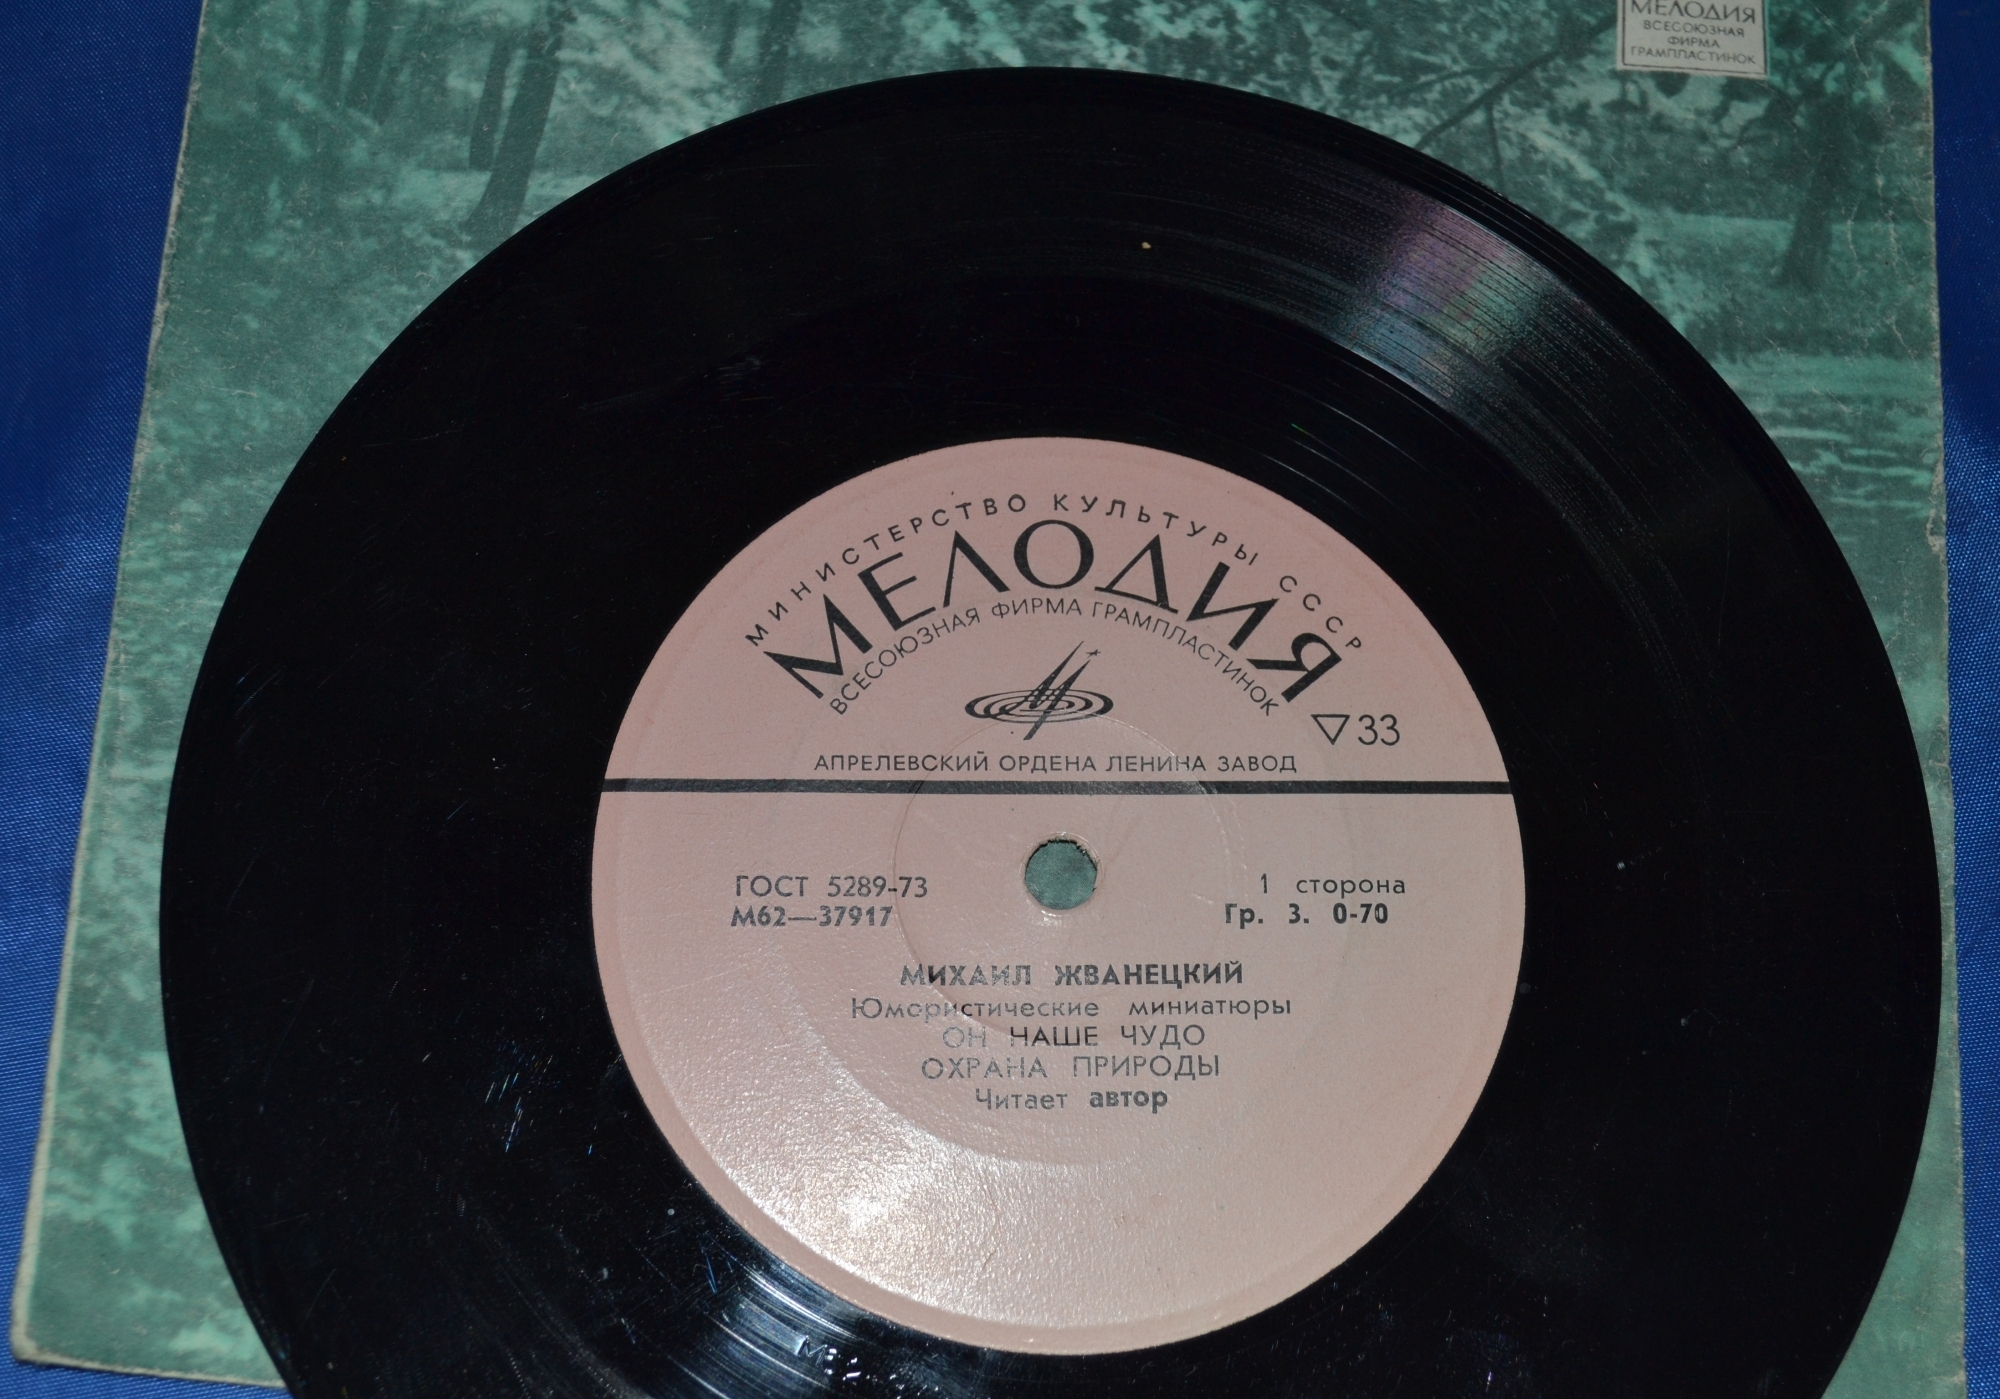 МЕЛОДИЯ
ВСЕСОЮЗНАЯ
ФИРМА
ГРАМПЛАСТИНОК
МИНИСТЕРСТВО КУЛЬТУРЫ СССР
МЕЛОДИЯ
ВСЕСОЮЗНАЯ ФИРМА ГРАМПЛАСТИНОК
33
АПРЕЛЕВСКИЙ ОРДЕНА ЛЕНИНА ЗАВОД
ГОСТ 5289-73
1 сторона
М62—37917
Гр. 3. 0-70
МИХАИЛ ЖВАНЕЦКИЙ
Юмористические миниатюры
ОН НАШЕ ЧУДО
ОХРАНА ПРИРОДЫ
Читает автор